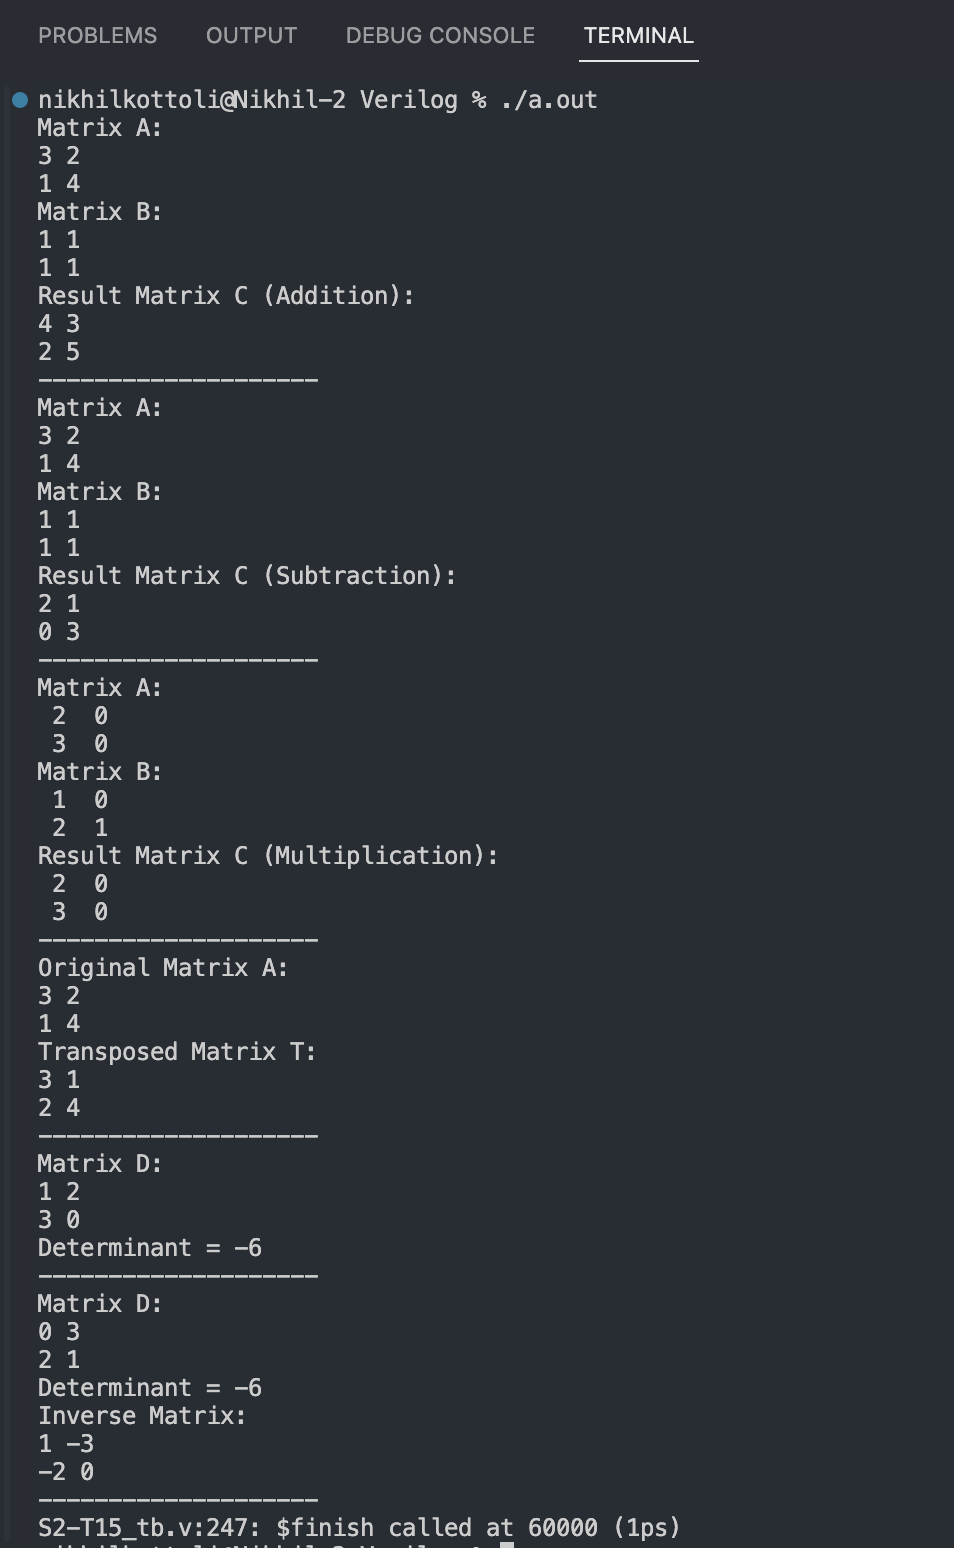 PROBLEMS OUTPUT DEBUG CONSOLE TERMINAL
nikhilkottoli@Nikhil-2 Verilog % ./a.out
Matrix A:
3 2
1 4
Matrix B:
1 1
1 1
Result Matrix C (Addition):
4 3
2 5
--------------------
Matrix A:
3 2
1 4
Matrix B:
1 1
1 1
Result Matrix C (Subtraction):
2 1
0 3
--------------------
Matrix A:
 2  0
 3  0
Matrix B:
 1  0
 2  1
Result Matrix C (Multiplication):
 2  0
 3  0
--------------------
Original Matrix A:
3 2
1 4
Transposed Matrix T:
3 1
2 4
--------------------
Matrix D:
1 2
3 0
Determinant = -6
--------------------
Matrix D:
0 3
2 1
Determinant = -6
Inverse Matrix:
1 -3
-2 0
--------------------
S2-T15_tb.v:247: $finish called at 60000 (1ps)